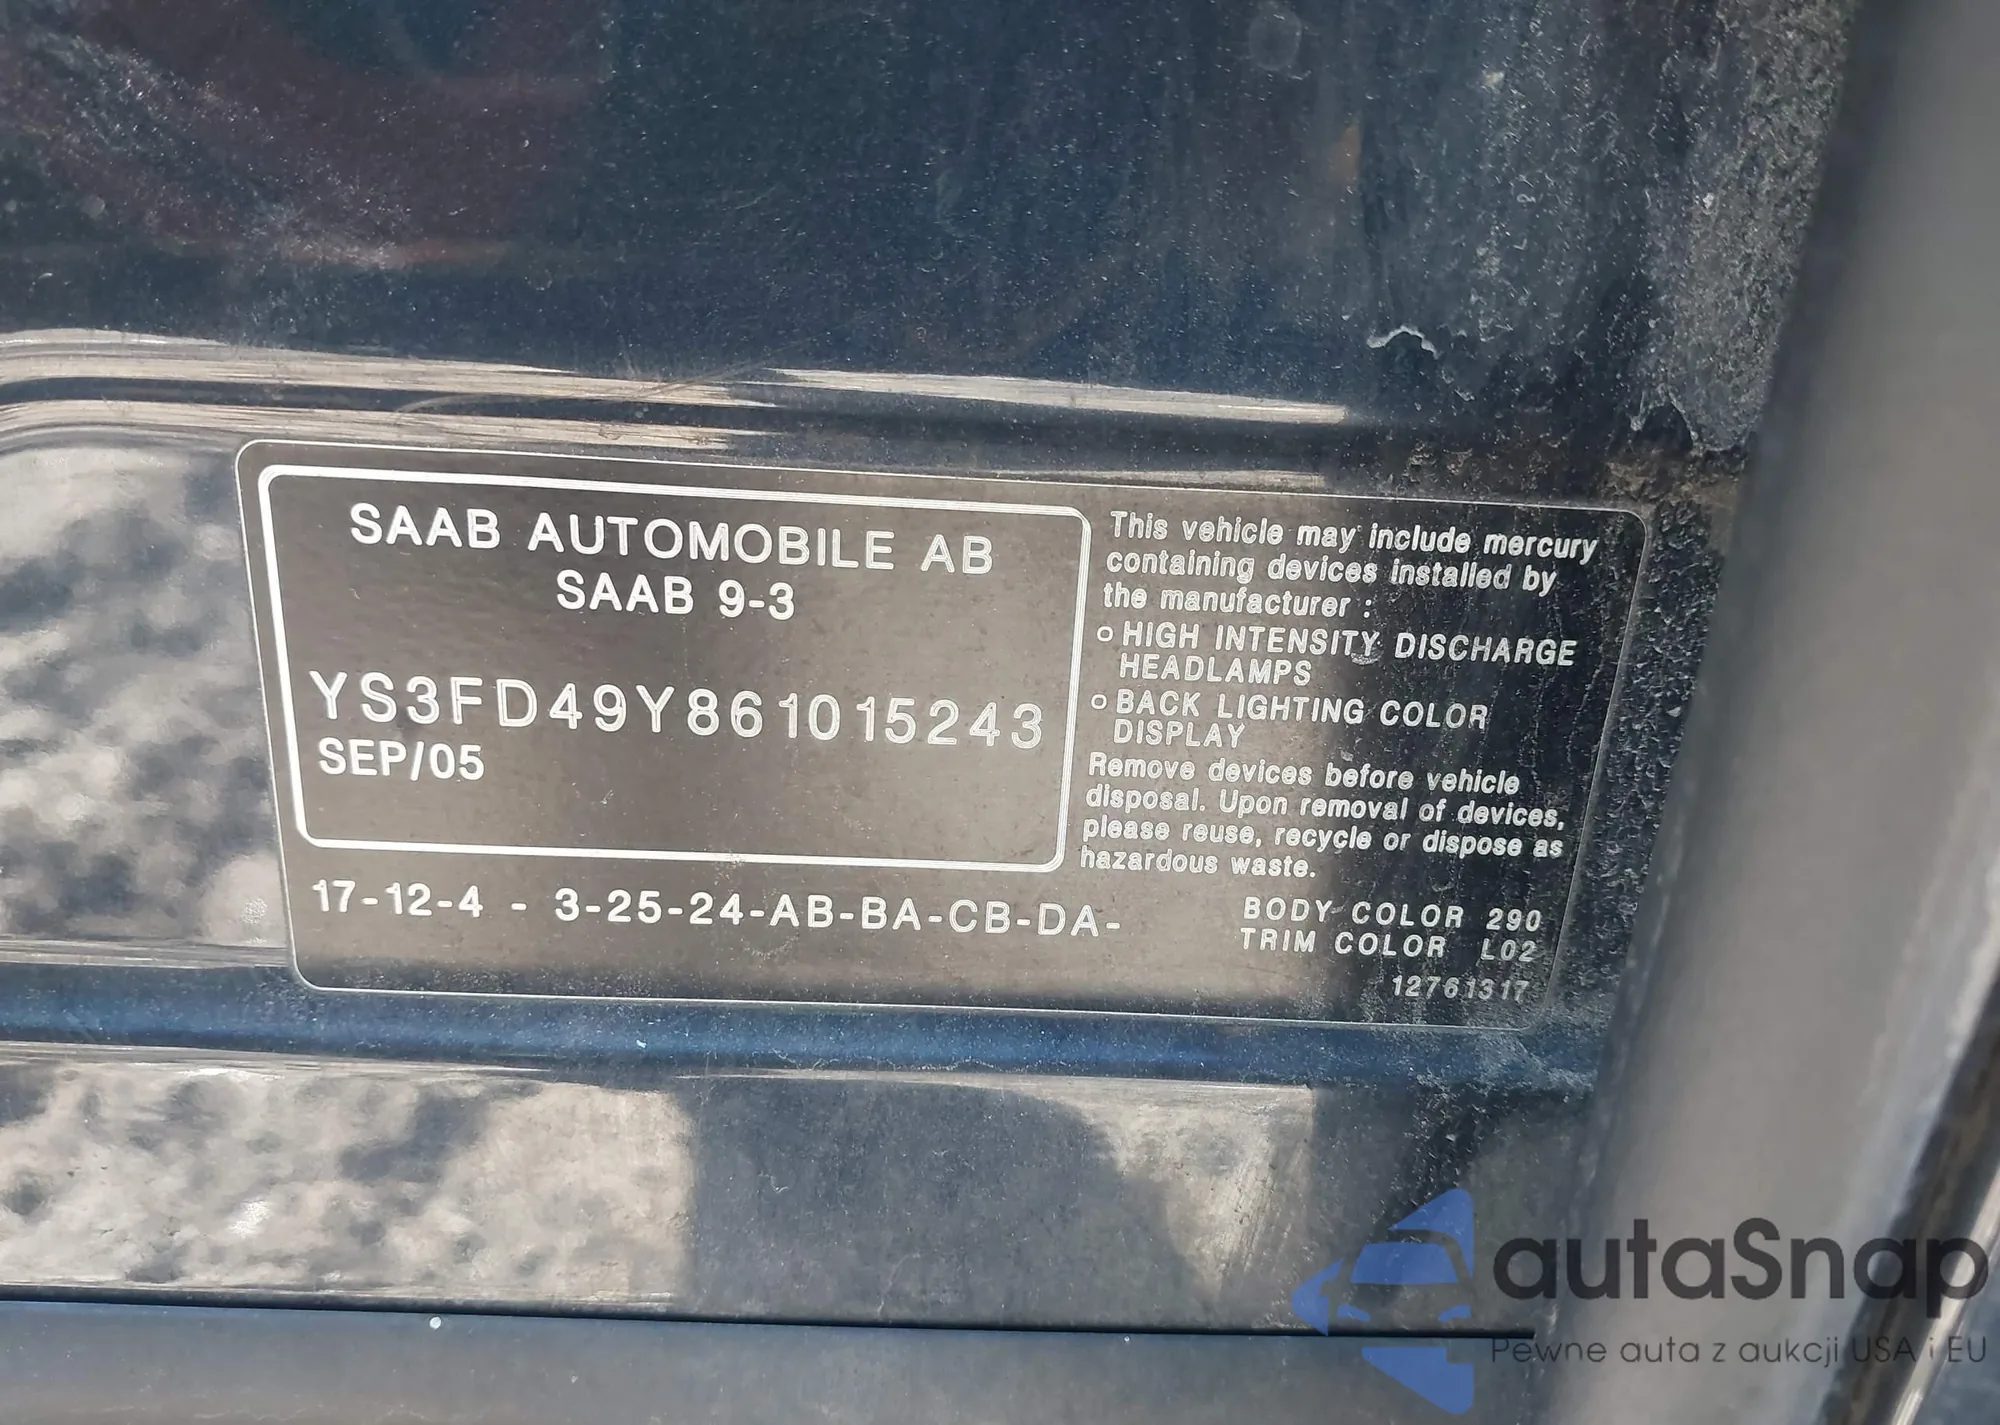 SAAB AUTOMOBILE AB
SAAB 9-3
YS3FD49Y861015243
SEP/05
17-12-4 - 3-25-24-AB-BA-CB-DA-
This vehicle may include mercury
containing devices installed by
the manufacturer :
o HIGH INTENSITY DISCHARGE
HEADLAMPS
o BACK LIGHTING COLOR
DISPLAY
Remove devices before vehicle
disposal. Upon removal of devices,
please reuse, recycle or dispose as
hazardous waste.
BODY COLOR 290
TRIM COLOR L02
12761317
autaSnap
Pewne auta z aukcji USA i EU